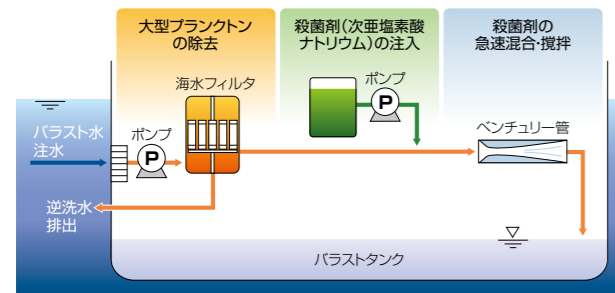 大型プランクトン
の除去
殺菌剤(次亜塩素酸
ナトリウム)の注入
殺菌剤の
急速混合・撹拌
海水フィルタ
ポンプ
P
ベンチュリー管
バラスト水
注水
ポンプ
P
逆洗水
排出
バラストタンク